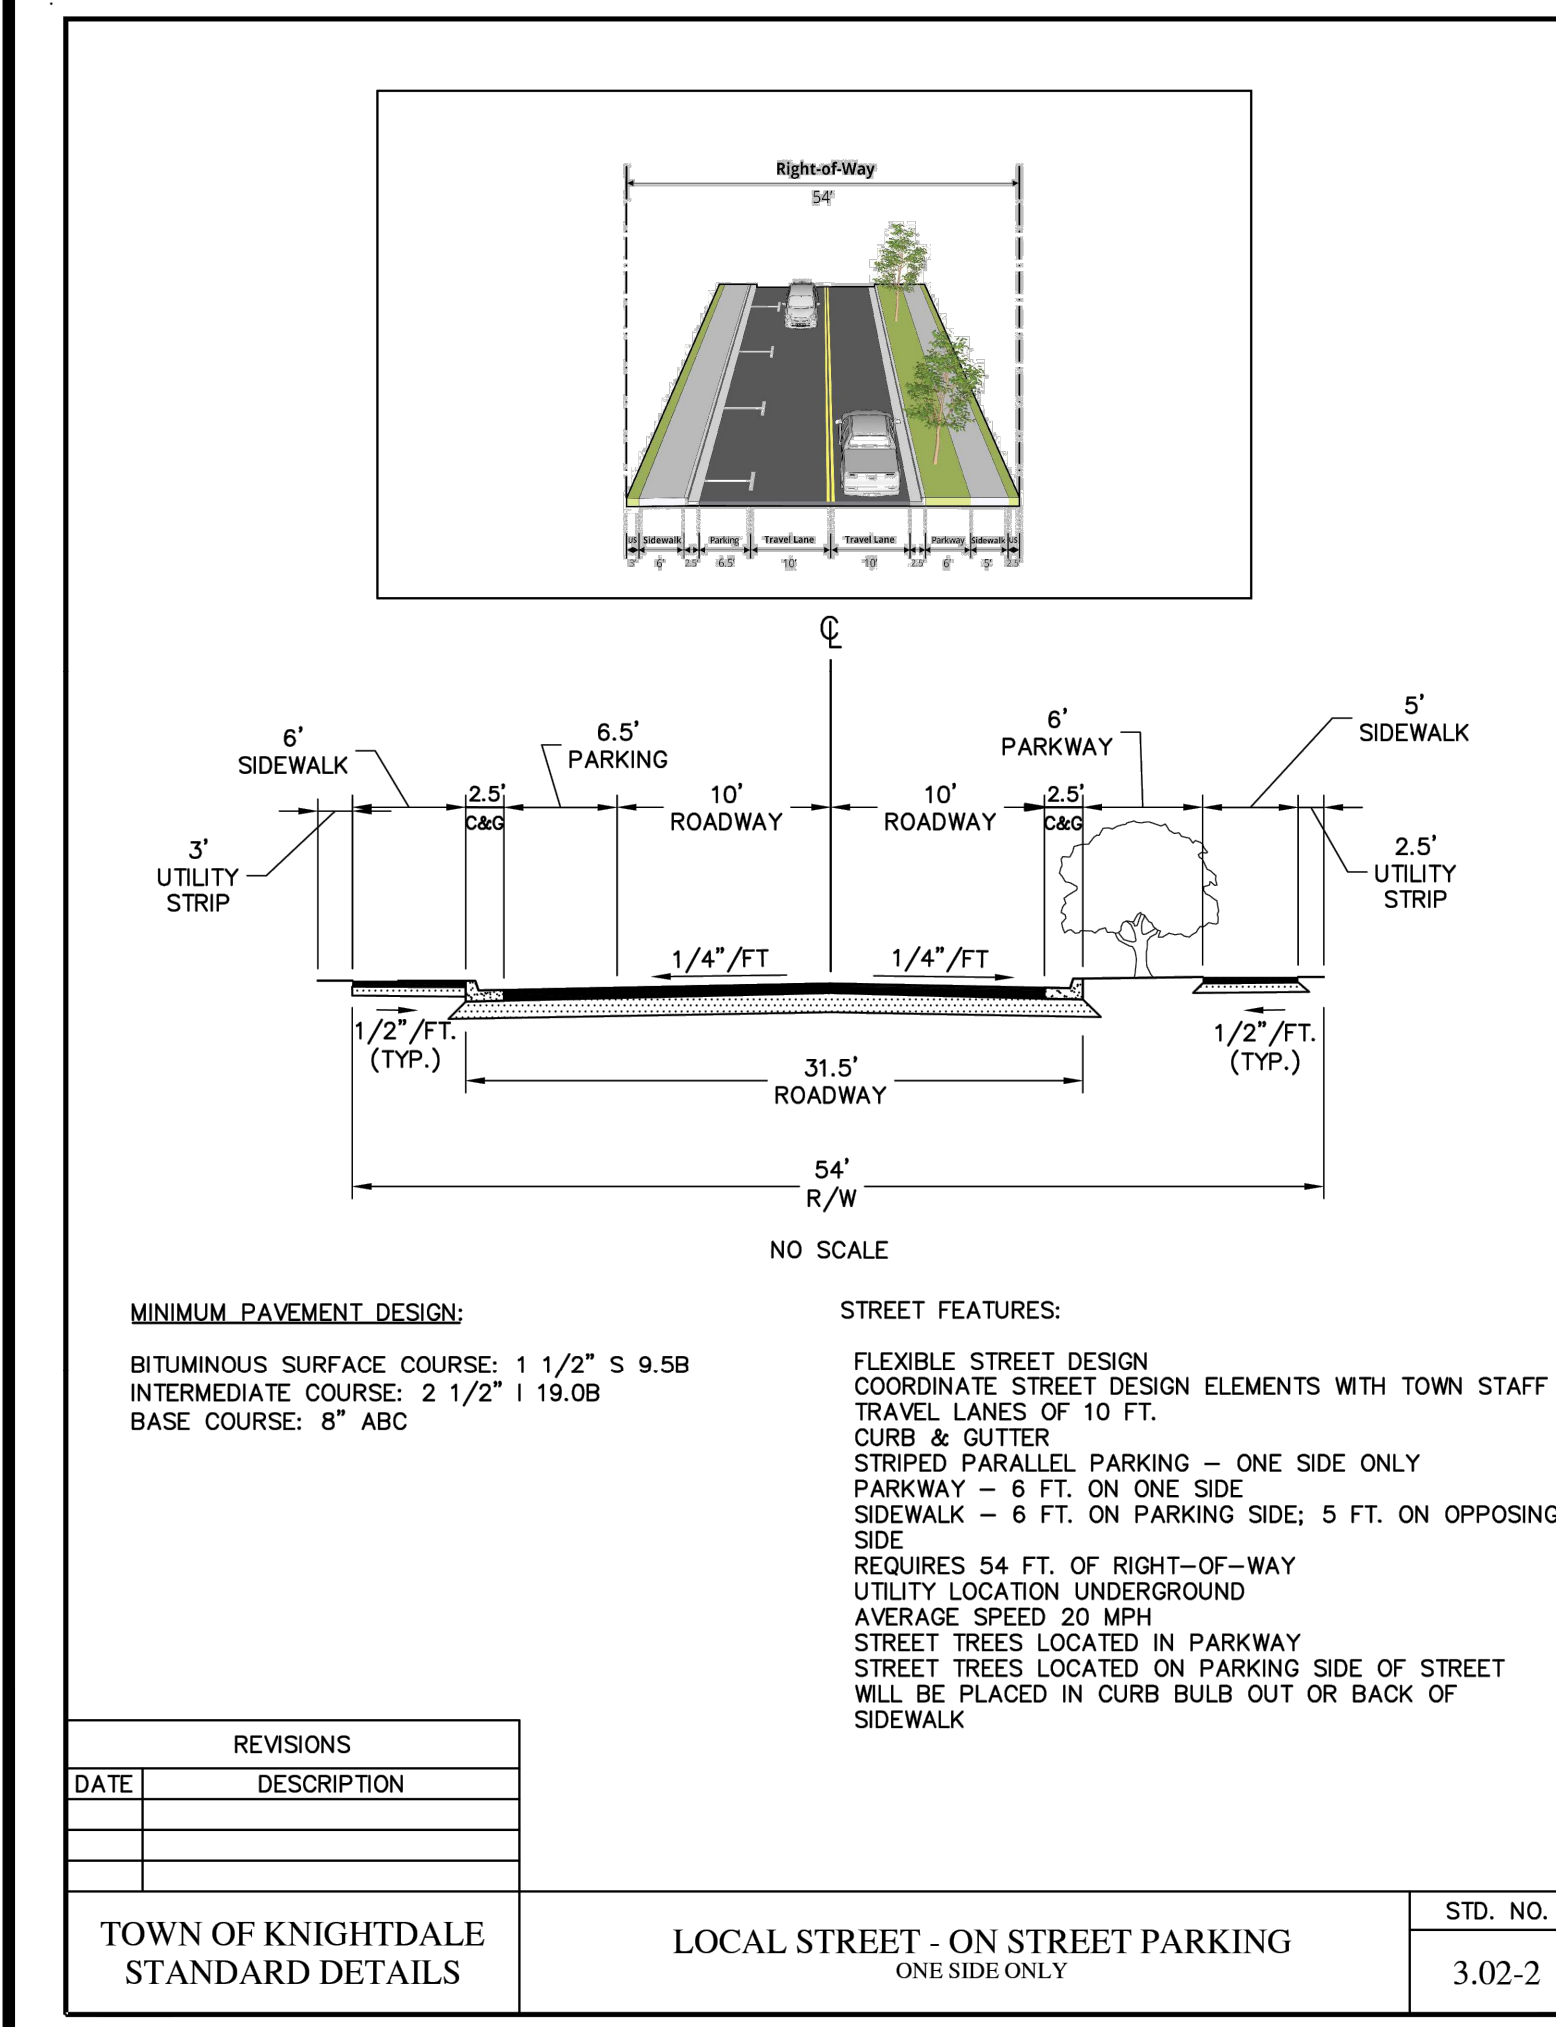 Right-of-Way
54'
US Sidewalk Parking Travel Lane Travel Lane Parkway Sidewalk US
3' 6' 2.5' 6.5' 10' 10' 2.5' 6' 5' 2.5'
℄
6' SIDEWALK
6.5' PARKING
6' PARKWAY
5' SIDEWALK
2.5' C&G
10' ROADWAY
10' ROADWAY
2.5' C&G
3' UTILITY STRIP
2.5' UTILITY STRIP
1/4"/FT
1/4"/FT
1/2"/FT. (TYP.)
1/2"/FT. (TYP.)
31.5' ROADWAY
54' R/W
NO SCALE
MINIMUM PAVEMENT DESIGN:
BITUMINOUS SURFACE COURSE: 1 1/2" S 9.5B
INTERMEDIATE COURSE: 2 1/2" I 19.0B
BASE COURSE: 8" ABC
STREET FEATURES:
FLEXIBLE STREET DESIGN
COORDINATE STREET DESIGN ELEMENTS WITH TOWN STAFF
TRAVEL LANES OF 10 FT.
CURB & GUTTER
STRIPED PARALLEL PARKING – ONE SIDE ONLY
PARKWAY – 6 FT. ON ONE SIDE
SIDEWALK – 6 FT. ON PARKING SIDE; 5 FT. ON OPPOSING
SIDE
REQUIRES 54 FT. OF RIGHT-OF-WAY
UTILITY LOCATION UNDERGROUND
AVERAGE SPEED 20 MPH
STREET TREES LOCATED IN PARKWAY
STREET TREES LOCATED ON PARKING SIDE OF STREET
WILL BE PLACED IN CURB BULB OUT OR BACK OF
SIDEWALK
REVISIONS
DATE DESCRIPTION
TOWN OF KNIGHTDALE
STANDARD DETAILS
LOCAL STREET - ON STREET PARKING
ONE SIDE ONLY
STD. NO.
3.02-2